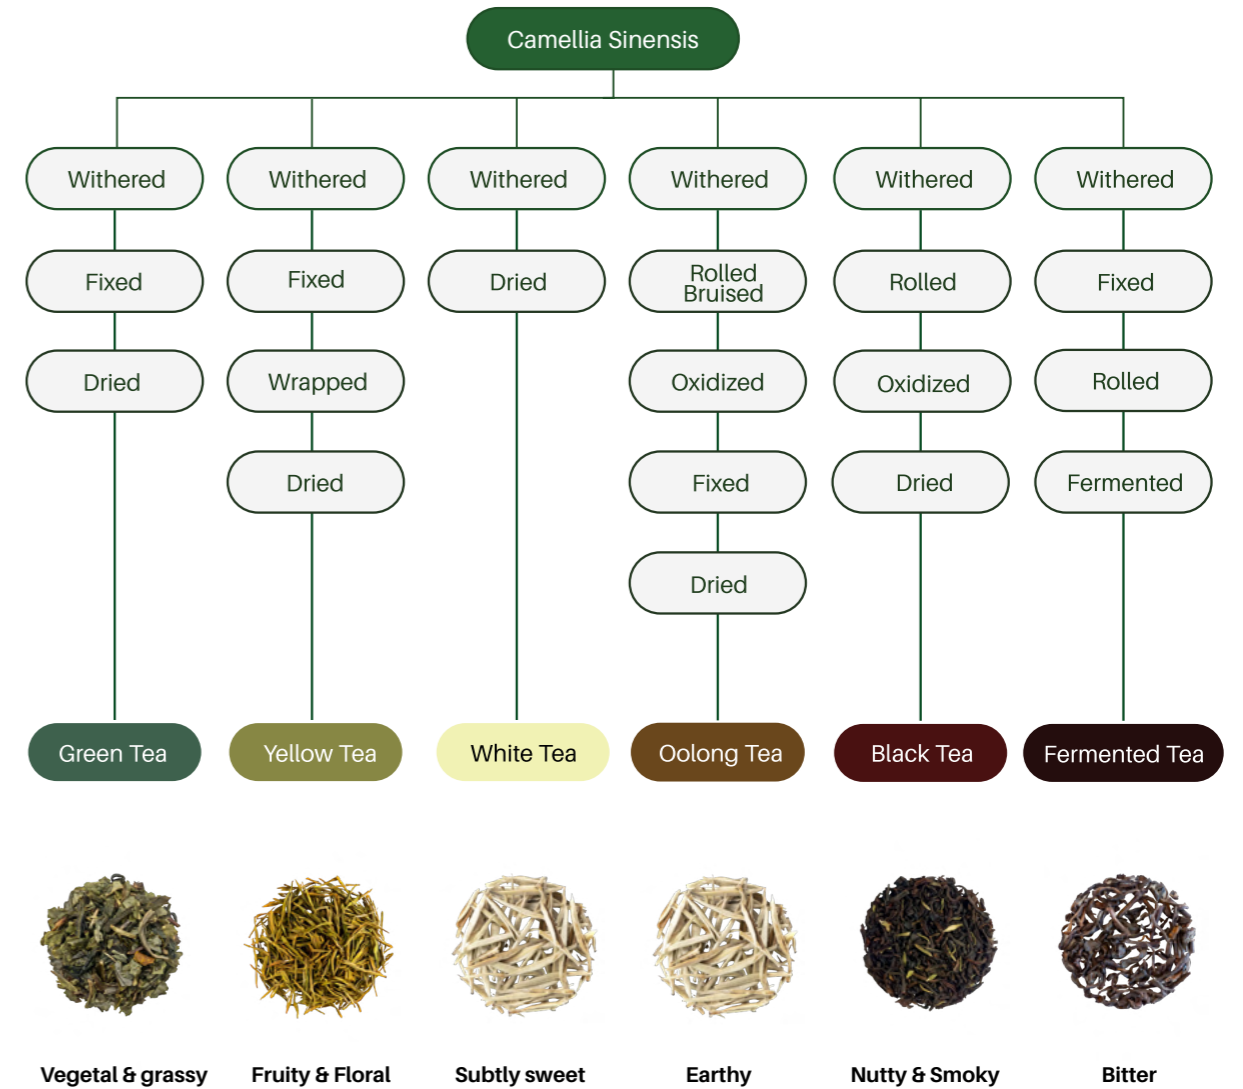 Camellia Sinensis
Withered
Withered
Withered
Withered
Withered
Withered
Fixed
Fixed
Dried
Rolled
Bruised
Rolled
Fixed
Dried
Wrapped
Oxidized
Oxidized
Rolled
Dried
Fixed
Dried
Fermented
Dried
Green Tea
Yellow Tea
White Tea
Oolong Tea
Black Tea
Fermented Tea
Vegetal & grassy
Fruity & Floral
Subtly sweet
Earthy
Nutty & Smoky
Bitter